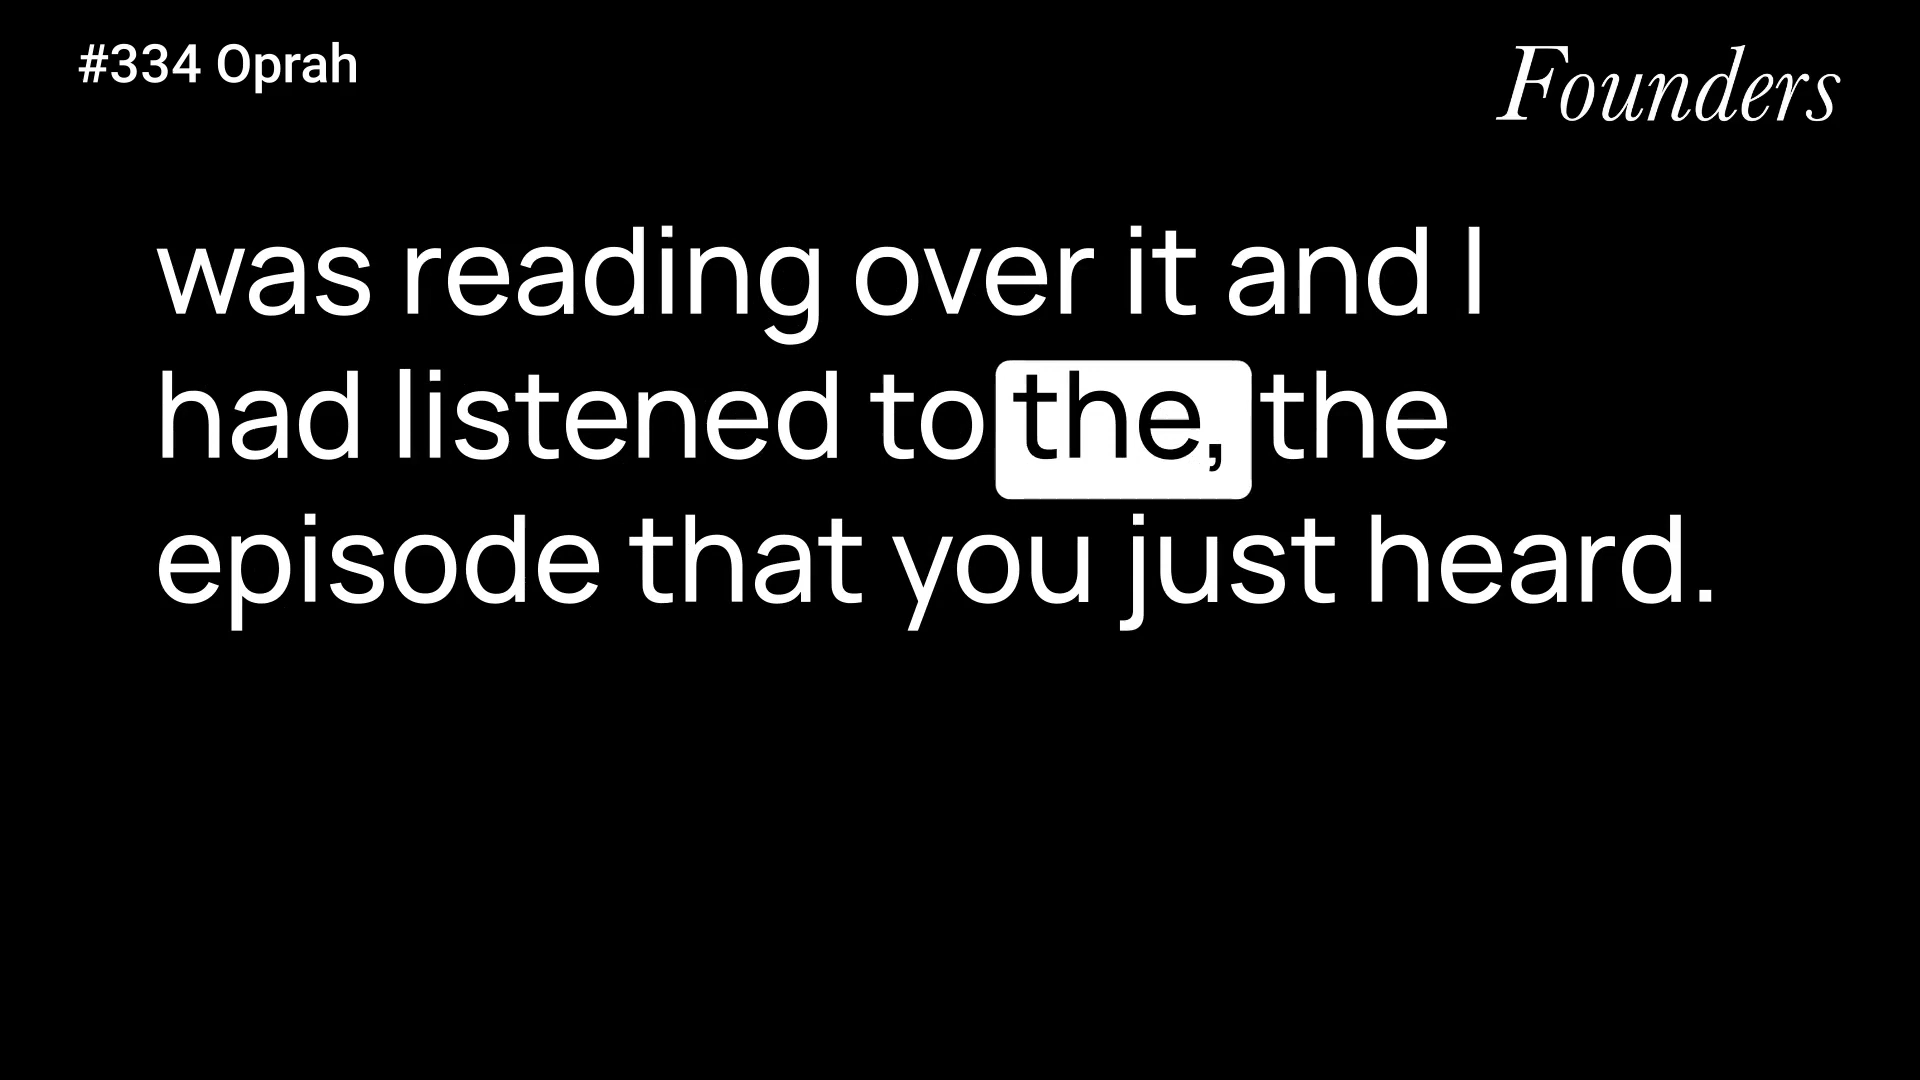 #334 Oprah
Founders
was reading over it and I
had listened to the, the
episode that you just heard.